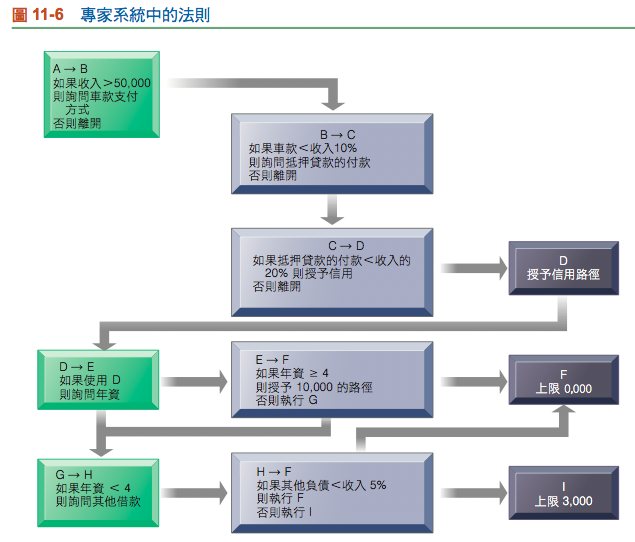 圖 11-6 專家系統中的法則
A → B
如果收入＞50,000
則詢問車款支付
方式
否則離開
B → C
如果車款＜收入10%
則詢問抵押貸款的付款
否則離開
C → D
如果抵押貸款的付款＜收入的
20% 則授予信用
否則離開
D
授予信用路徑
D → E
如果使用 D
則詢問年資
E → F
如果年資 ≥ 4
則授予 10,000 的路徑
否則執行 G
F
上限 0,000
G → H
如果年資 < 4
則詢問其他借款
H → F
如果其他負債＜收入 5%
則執行 F
否則執行 I
I
上限 3,000